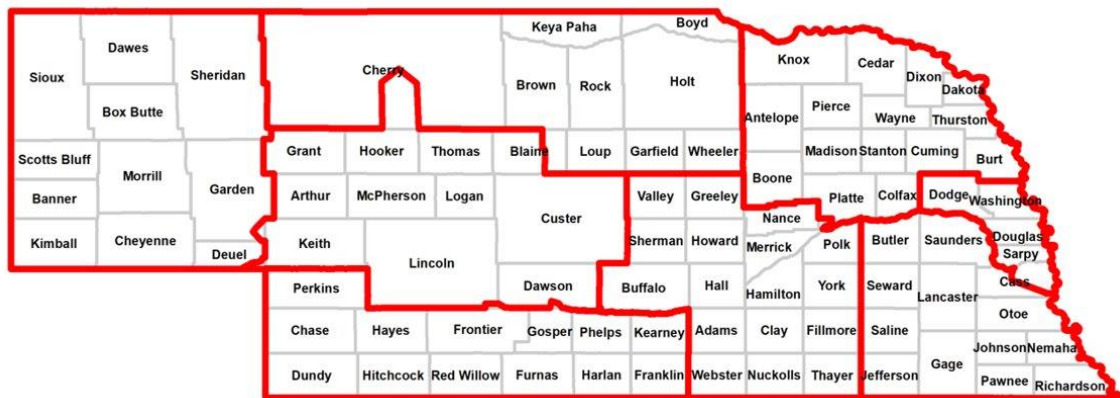 Keya Paha
Boyd
Dawes
Sioux
Sheridan
Cherry
Knox
Cedar
Dixon
Dakota
Brown
Rock
Holt
Box Butte
Antelope
Pierce
Wayne
Thurston
Scotts Bluff
Grant
Hooker
Thomas
Blaine
Loup
Garfield
Wheeler
Madison
Stanton
Cuming
Burt
Morrill
Garden
Boone
Banner
Arthur
McPherson
Logan
Valley
Greeley
Platte
Colfax
Dodge
Washington
Custer
Nance
Kimball
Cheyenne
Deuel
Keith
Lincoln
Sherman
Howard
Merrick
Polk
Butler
Saunders
Douglas
Sarpy
Perkins
Dawson
Buffalo
Hall
Hamilton
York
Seward
Lancaster
Cass
Otoe
Chase
Hayes
Frontier
Gosper
Phelps
Kearney
Adams
Clay
Fillmore
Saline
Gage
Johnson
Nemaha
Dundy
Hitchcock
Red Willow
Furnas
Harlan
Franklin
Webster
Nuckolls
Thayer
Jefferson
Pawnee
Richardson